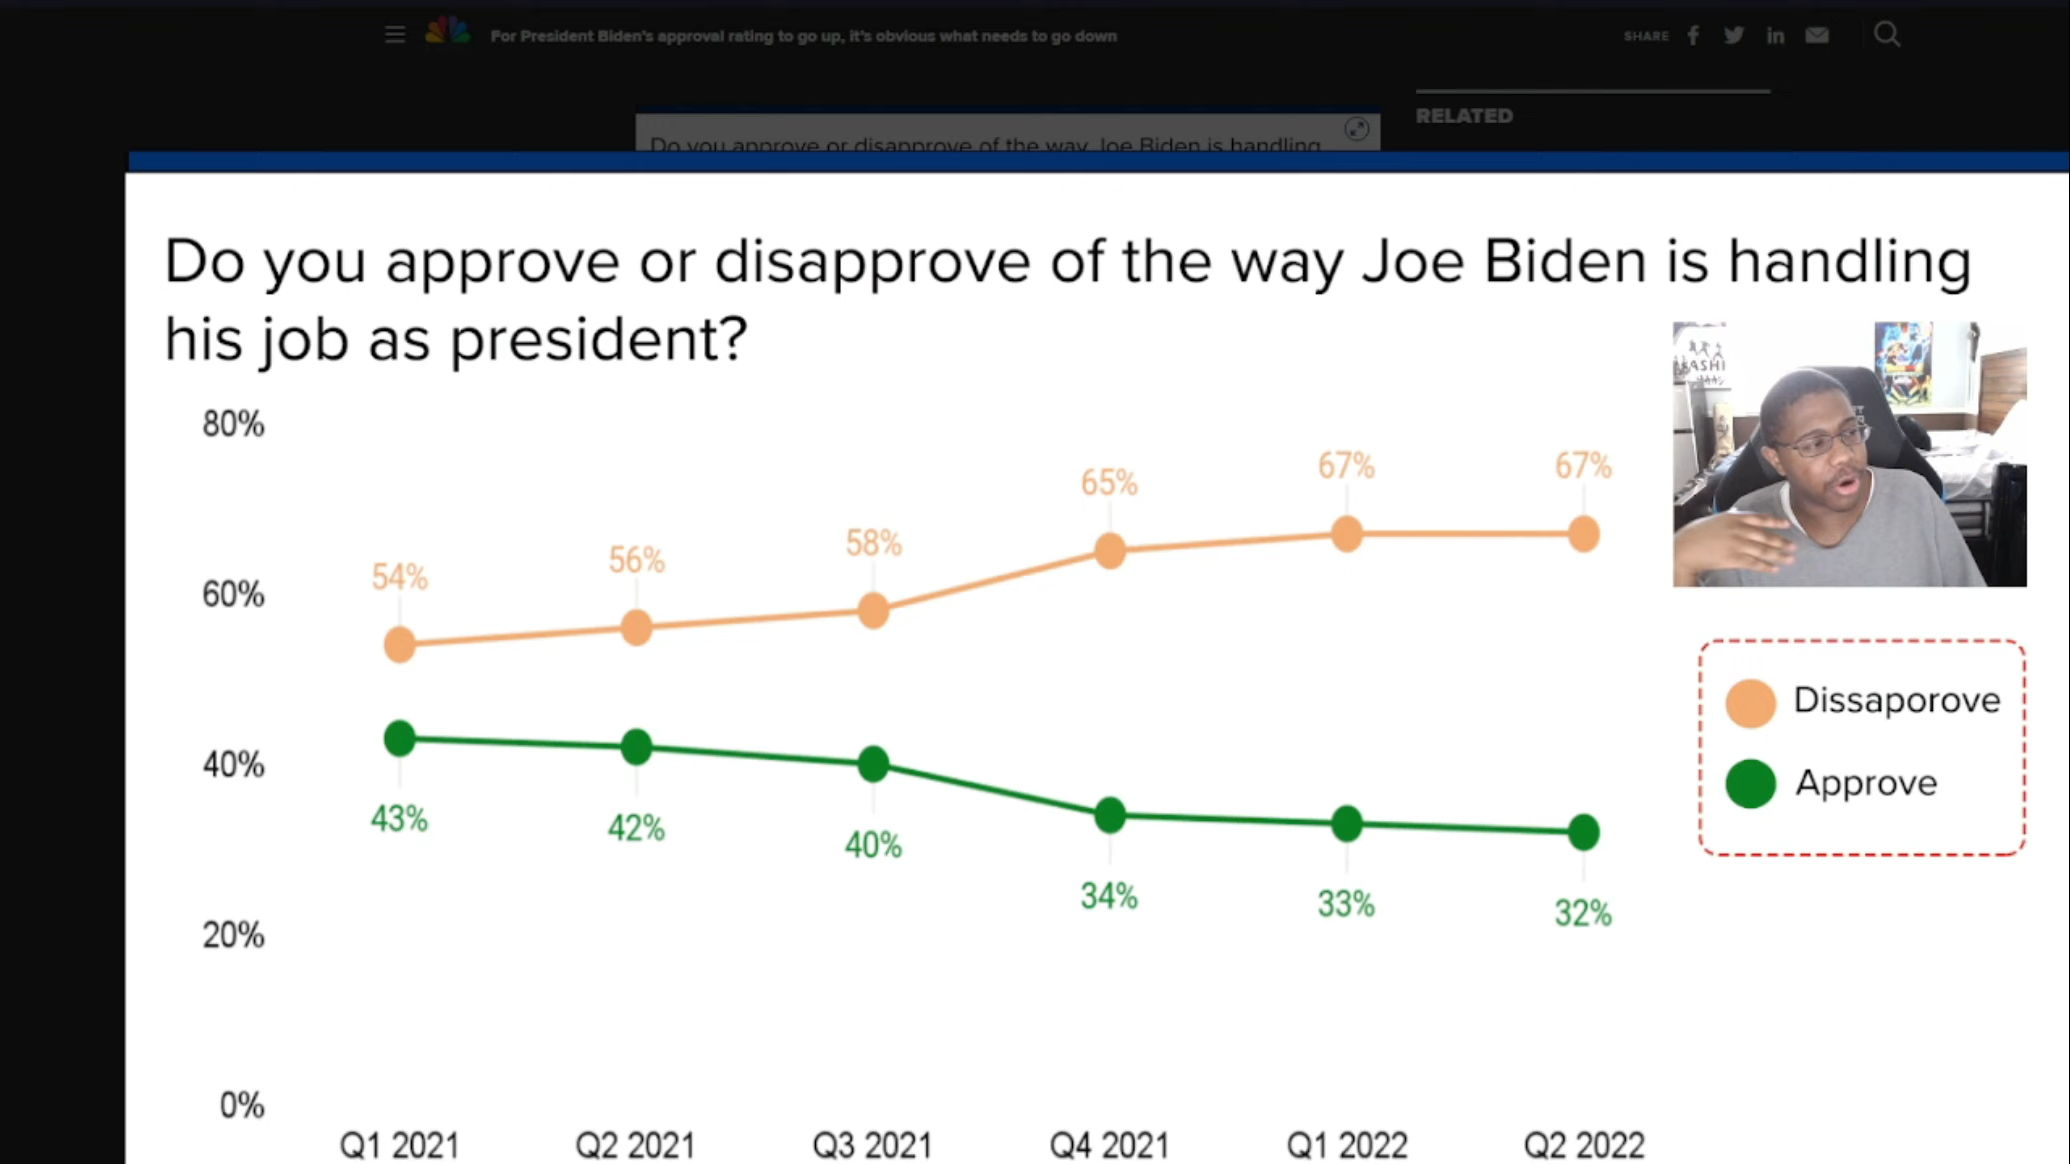 For President Biden's approval rating to go up, it's obvious what needs to go down
SHARE
RELATED
Do you approve or disapprove of the way Joe Biden is handling
Do you approve or disapprove of the way Joe Biden is handling
his job as president?
80%
60%
40%
20%
0%
54%
56%
58%
65%
67%
67%
43%
42%
40%
34%
33%
32%
Dissaporove
Approve
Q1 2021
Q2 2021
Q3 2021
Q4 2021
Q1 2022
Q2 2022